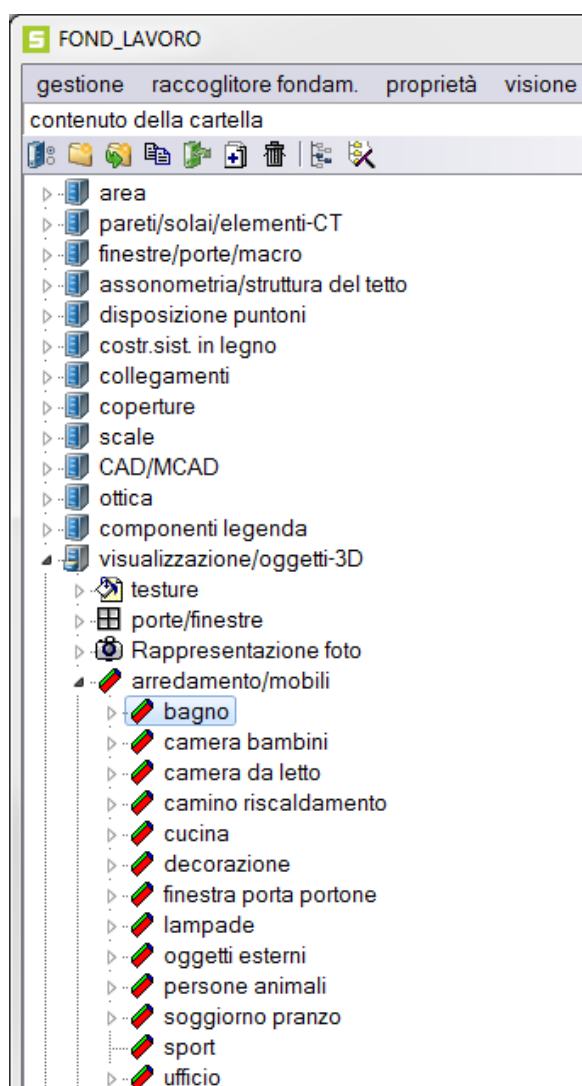 FOND_LAVORO
gestione raccoglitore fondam. proprietà visione
contenuto della cartella
area
pareti/solai/elementi-CT
finestre/porte/macro
assonometria/struttura del tetto
disposizione puntoni
costr.sist. in legno
collegamenti
coperture
scale
CAD/MCAD
ottica
componenti legenda
visualizzazione/oggetti-3D
testure
porte/finestre
Rappresentazione foto
arredamento/mobili
bagno
camera bambini
camera da letto
camino riscaldamento
cucina
decorazione
finestra porta portone
lampade
oggetti esterni
persone animali
soggiorno pranzo
sport
ufficio